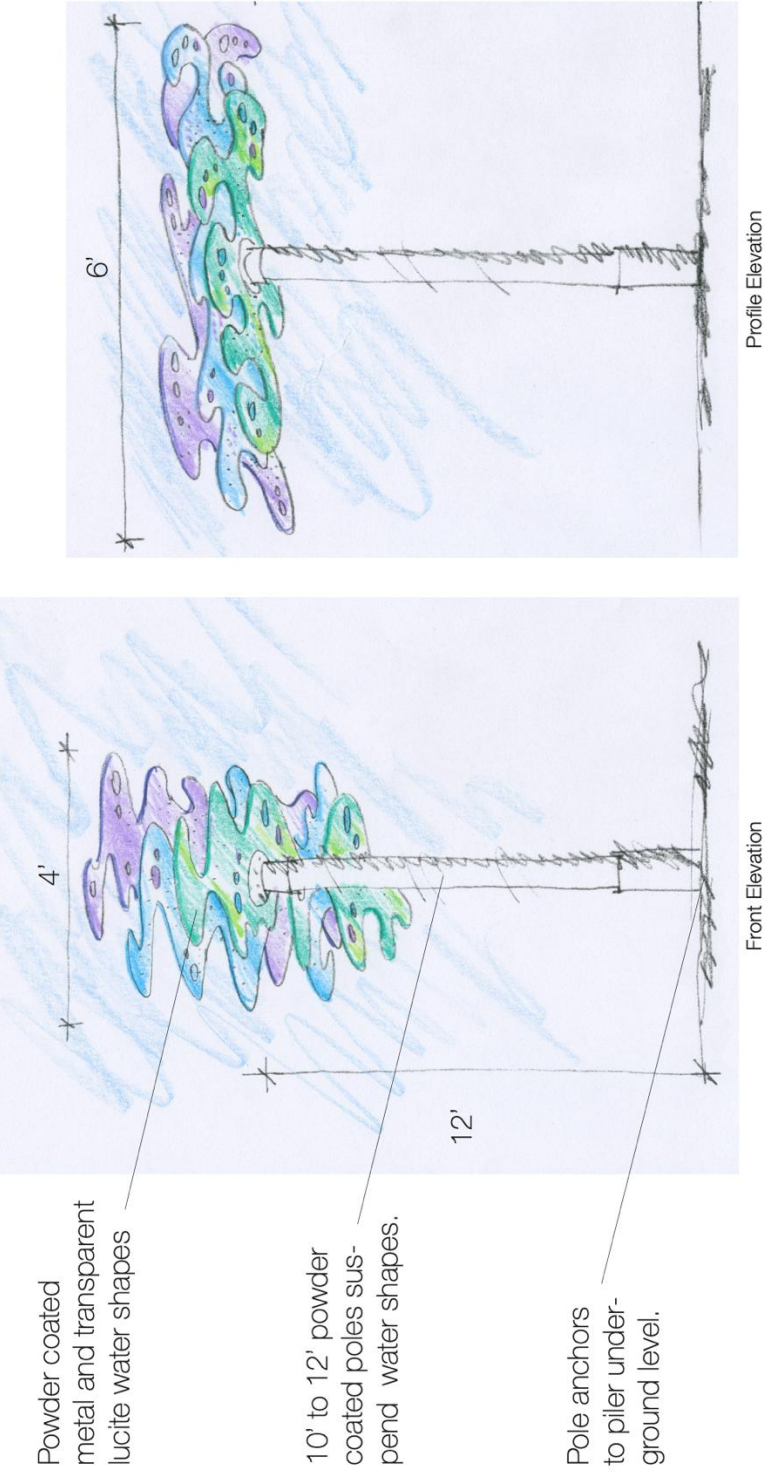 Powder coated
metal and transparent
lucite water shapes
10' to 12' powder
coated poles sus-
pend water shapes.
Pole anchors
to piler under-
ground level.
4'
12'
Front Elevation
6'
Profile Elevation